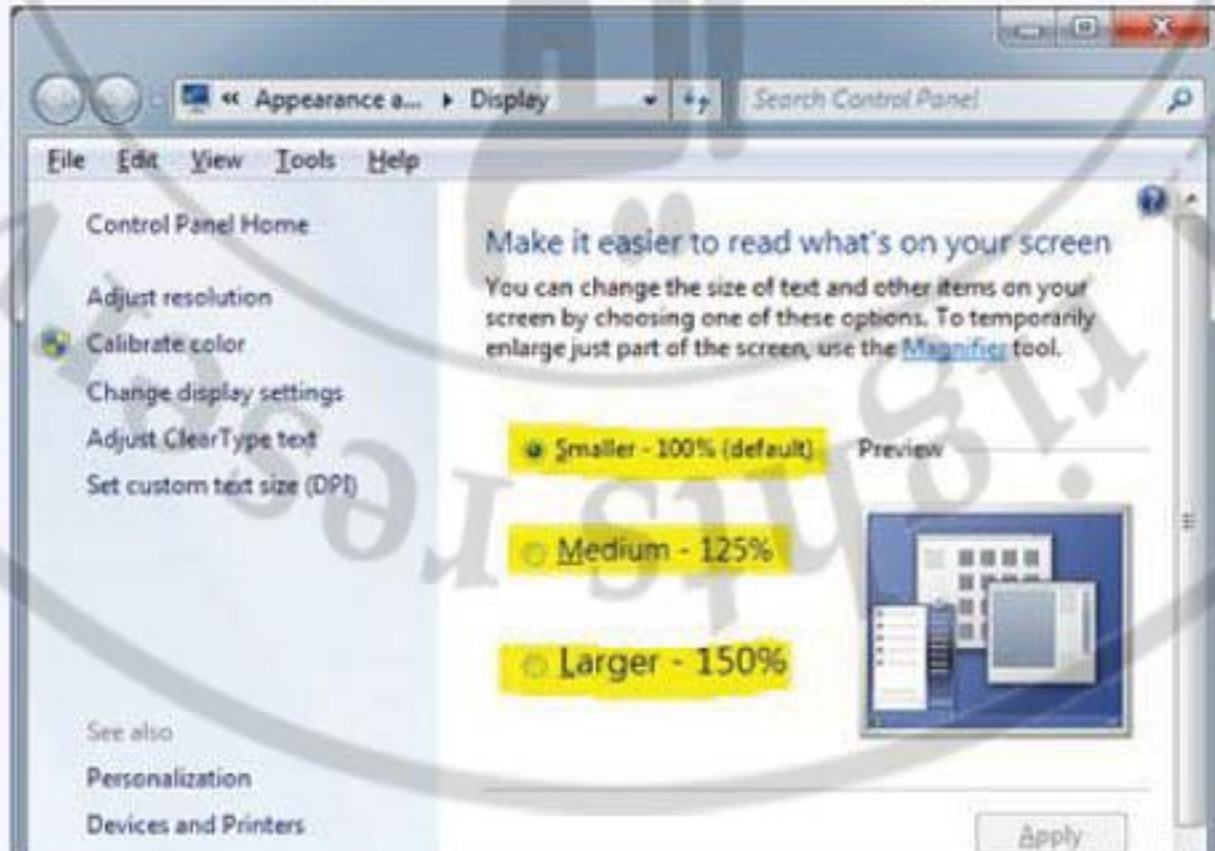 « Appearance a... ▸ Display
Search Control Panel
File Edit View Tools Help
Control Panel Home
Adjust resolution
Calibrate color
Change display settings
Adjust ClearType text
Set custom text size (DPI)
See also
Personalization
Devices and Printers
Make it easier to read what's on your screen
You can change the size of text and other items on your
screen by choosing one of these options. To temporarily
enlarge just part of the screen, use the Magnifier tool.
Smaller - 100% (default)
Preview
Medium - 125%
Larger - 150%
Apply
rights reser